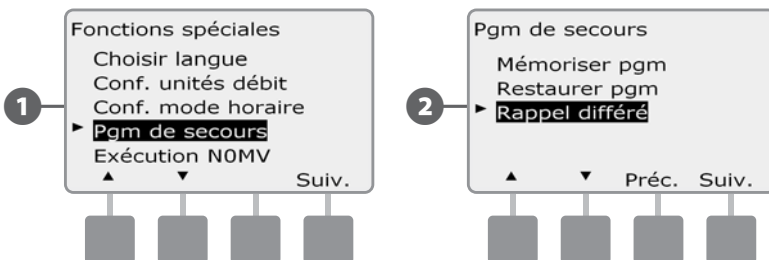 1
Fonctions spéciales
Choisir langue
Conf. unités débit
Conf. mode horaire
► Pgm de secours
Exécution N0MV
▲ ▼ Suiv.
2
Pgm de secours
Mémoriser pgm
Restaurer pgm
► Rappel différé
▲ ▼ Préc. Suiv.